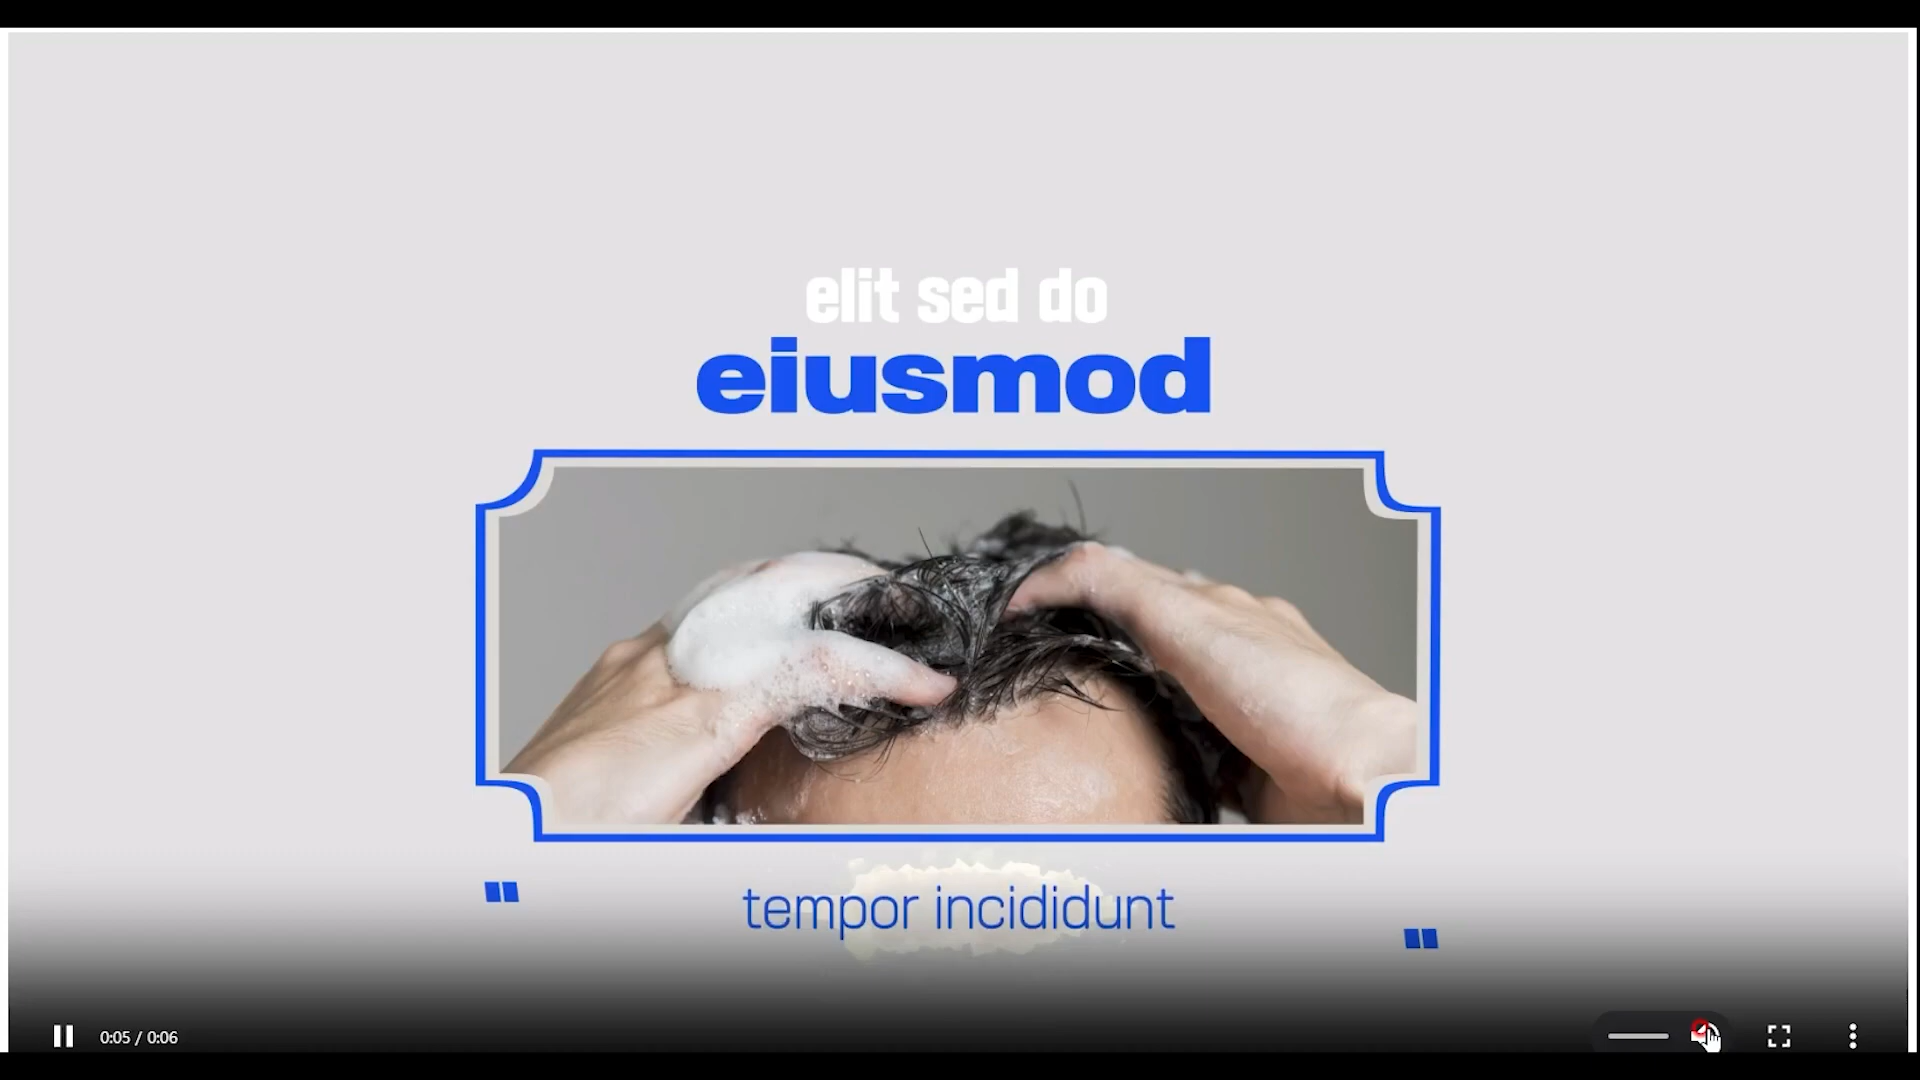 elit sed do
eiusmod
" tempor incididunt "
0:05 / 0:06